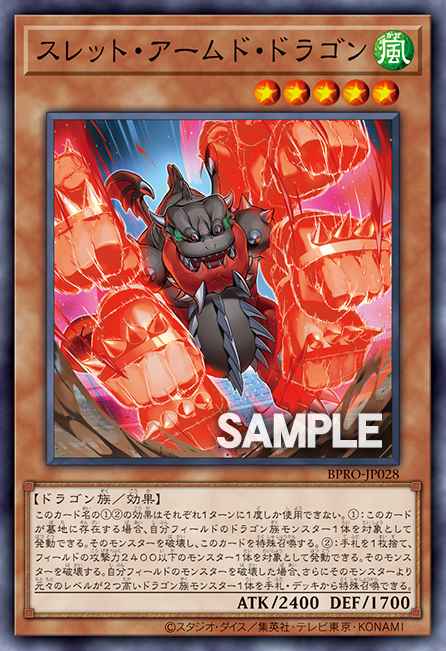 スレット・アームド・ドラゴン
風
SAMPLE
BPRO-JP028
【ドラゴン族／効果】
このカード名の①②の効果はそれぞれ1ターンに1度しか使用できない。①：このカー
ドが墓地に存在する場合、自分フィールドのドラゴン族モンスター1体を対象として
発動できる。そのモンスターを破壊し、このカードを特殊召喚する。②：手札を1枚捨て、
フィールドの攻撃力２４００以下のモンスター1体を対象として発動できる。そのモンス
ターを破壊する。自分フィールドのモンスターを破壊した場合、さらにそのモンスターより
元々のレベルが２つ高いドラゴン族モンスター1体を手札・デッキから特殊召喚できる。
ATK/2400 DEF/1700
©スタジオ・ダイス／集英社・テレビ東京・KONAMI